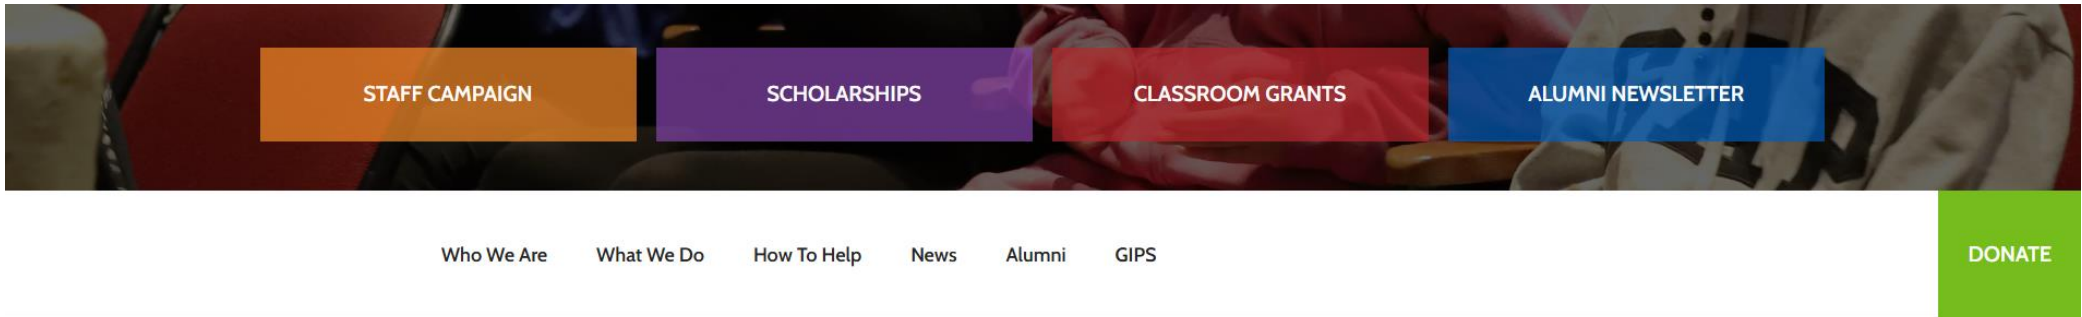 STAFF CAMPAIGN
SCHOLARSHIPS
CLASSROOM GRANTS
ALUMNI NEWSLETTER
Who We Are
What We Do
How To Help
News
Alumni
GIPS
DONATE